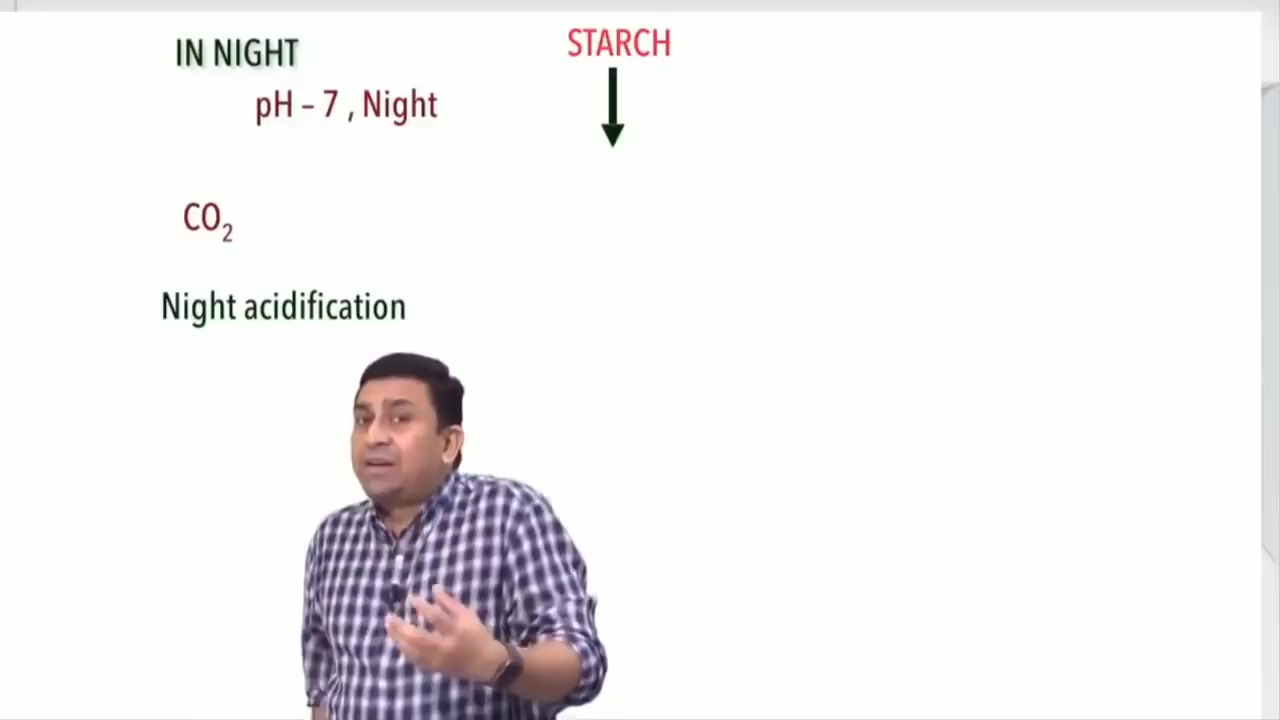 IN NIGHT
STARCH
pH – 7 , Night
CO₂
Night acidification